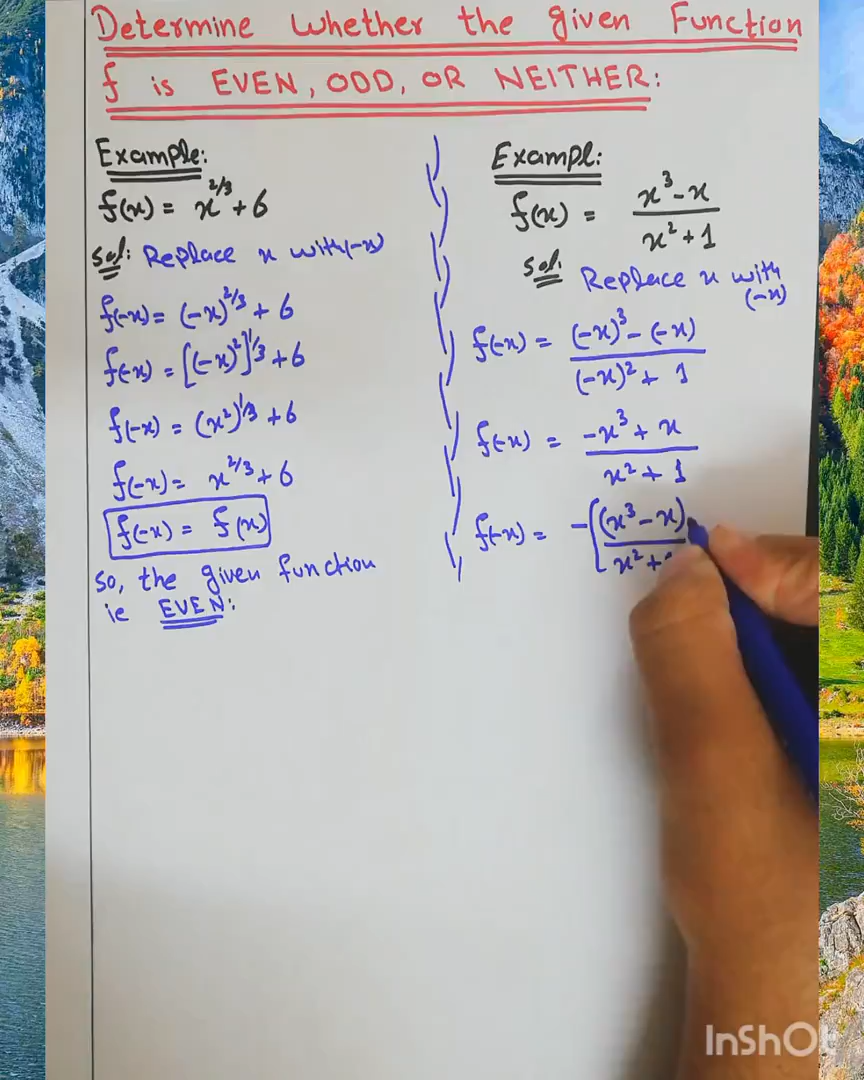 Determine whether the given Function
f is EVEN, ODD, OR NEITHER:
Example:
f(x) = x^2/3 + 6
Sol: Replace x with (-x)
f(-x) = (-x)^2/3 + 6
f(-x) = [(-x)^2]^1/3 + 6
f(-x) = (x^2)^1/3 + 6
f(-x) = x^2/3 + 6
f(-x) = f(x)
so, the given function
ie EVEN:
Exampl:
f(x) = x^3 - x / x^2 + 1
Sol: Replace x with
(-x)
f(-x) = (-x)^3 - (-x) / (-x)^2 + 1
f(-x) = -x^3 + x / x^2 + 1
f(-x) = -[(x^3 - x) / x^2 +
InShOt